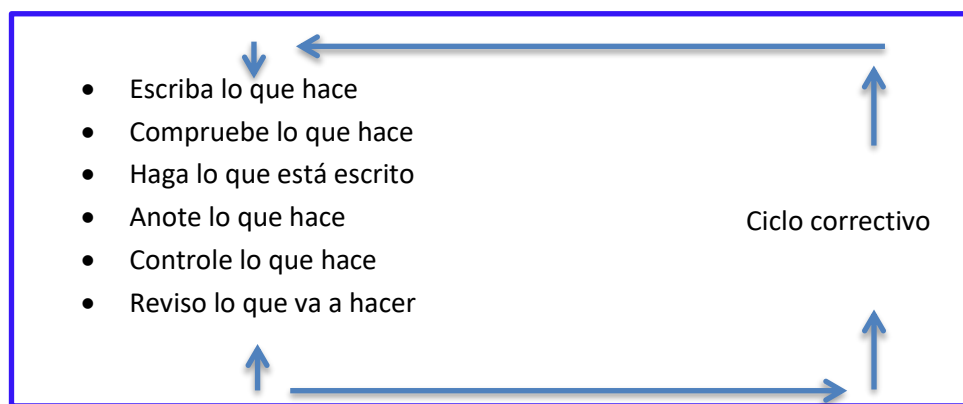 • Escriba lo que hace
• Compruebe lo que hace
• Haga lo que está escrito
• Anote lo que hace
Ciclo correctivo
• Controle lo que hace
• Reviso lo que va a hacer